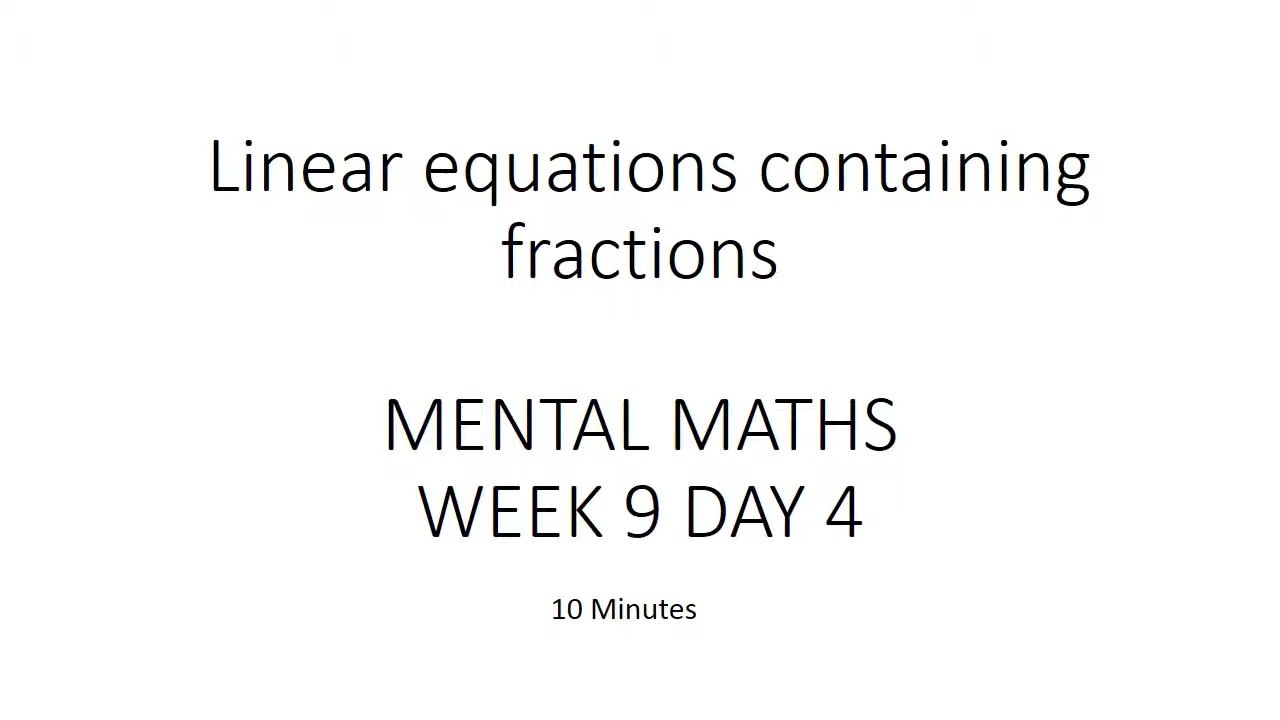 Linear equations containing
fractions
MENTAL MATHS
WEEK 9 DAY 4
10 Minutes